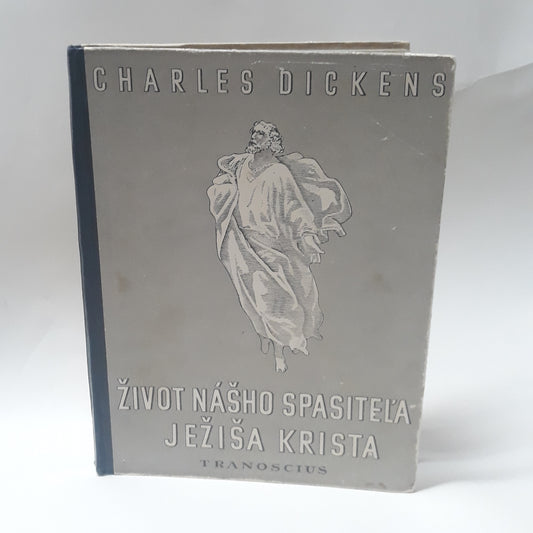 CHARLES DICKENS
ŽIVOT NÁŠHO SPASITEĽA
JEŽIŠA KRISTA
TRANOSCIUS